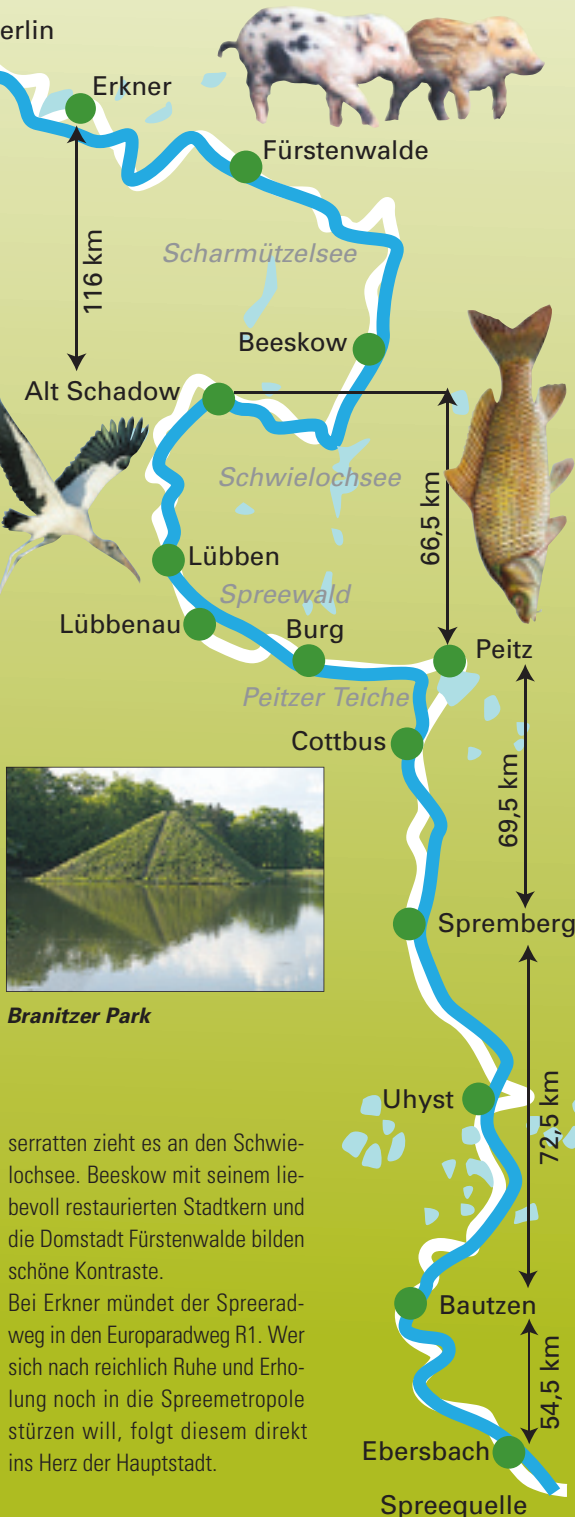 erlin
Erkner
Fürstenwalde
Scharmützelsee
116 km
Beeskow
Alt Schadow
Schwielochsee
66,5 km
Lübben
Spreewald
Lübbenau
Burg
Peitz
Peitzer Teiche
Cottbus
69,5 km
Spremberg
Branitzer Park
Uhyst
72,5 km
serratten zieht es an den Schwie-
lochsee. Beeskow mit seinem lie-
bevoll restaurierten Stadtkern und
die Domstadt Fürstenwalde bilden
schöne Kontraste.
Bei Erkner mündet der Spreerad-
weg in den Europaradweg R1. Wer
sich nach reichlich Ruhe und Erho-
lung noch in die Spreemetropole
stürzen will, folgt diesem direkt
ins Herz der Hauptstadt.
Bautzen
54,5 km
Ebersbach
Spreequelle